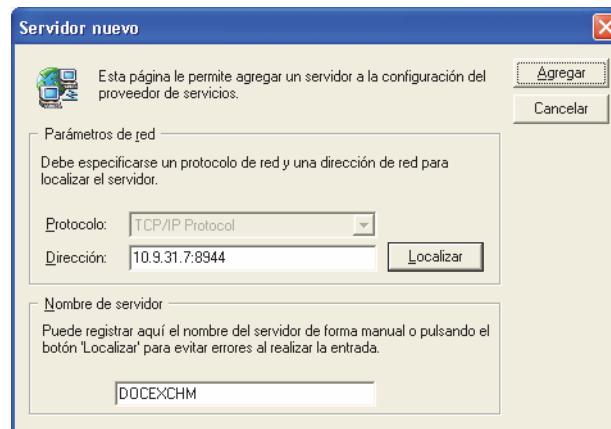 Servidor nuevo
Esta página le permite agregar un servidor a la configuración del
proveedor de servicios.
Agregar
Cancelar
Parámetros de red
Debe especificarse un protocolo de red y una dirección de red para
localizar el servidor.
Protocolo: TCP/IP Protocol
Dirección: 10.9.31.7:8944 Localizar
Nombre de servidor
Puede registrar aquí el nombre del servidor de forma manual o pulsando el
botón 'Localizar' para evitar errores al realizar la entrada.
DOCEXCHM